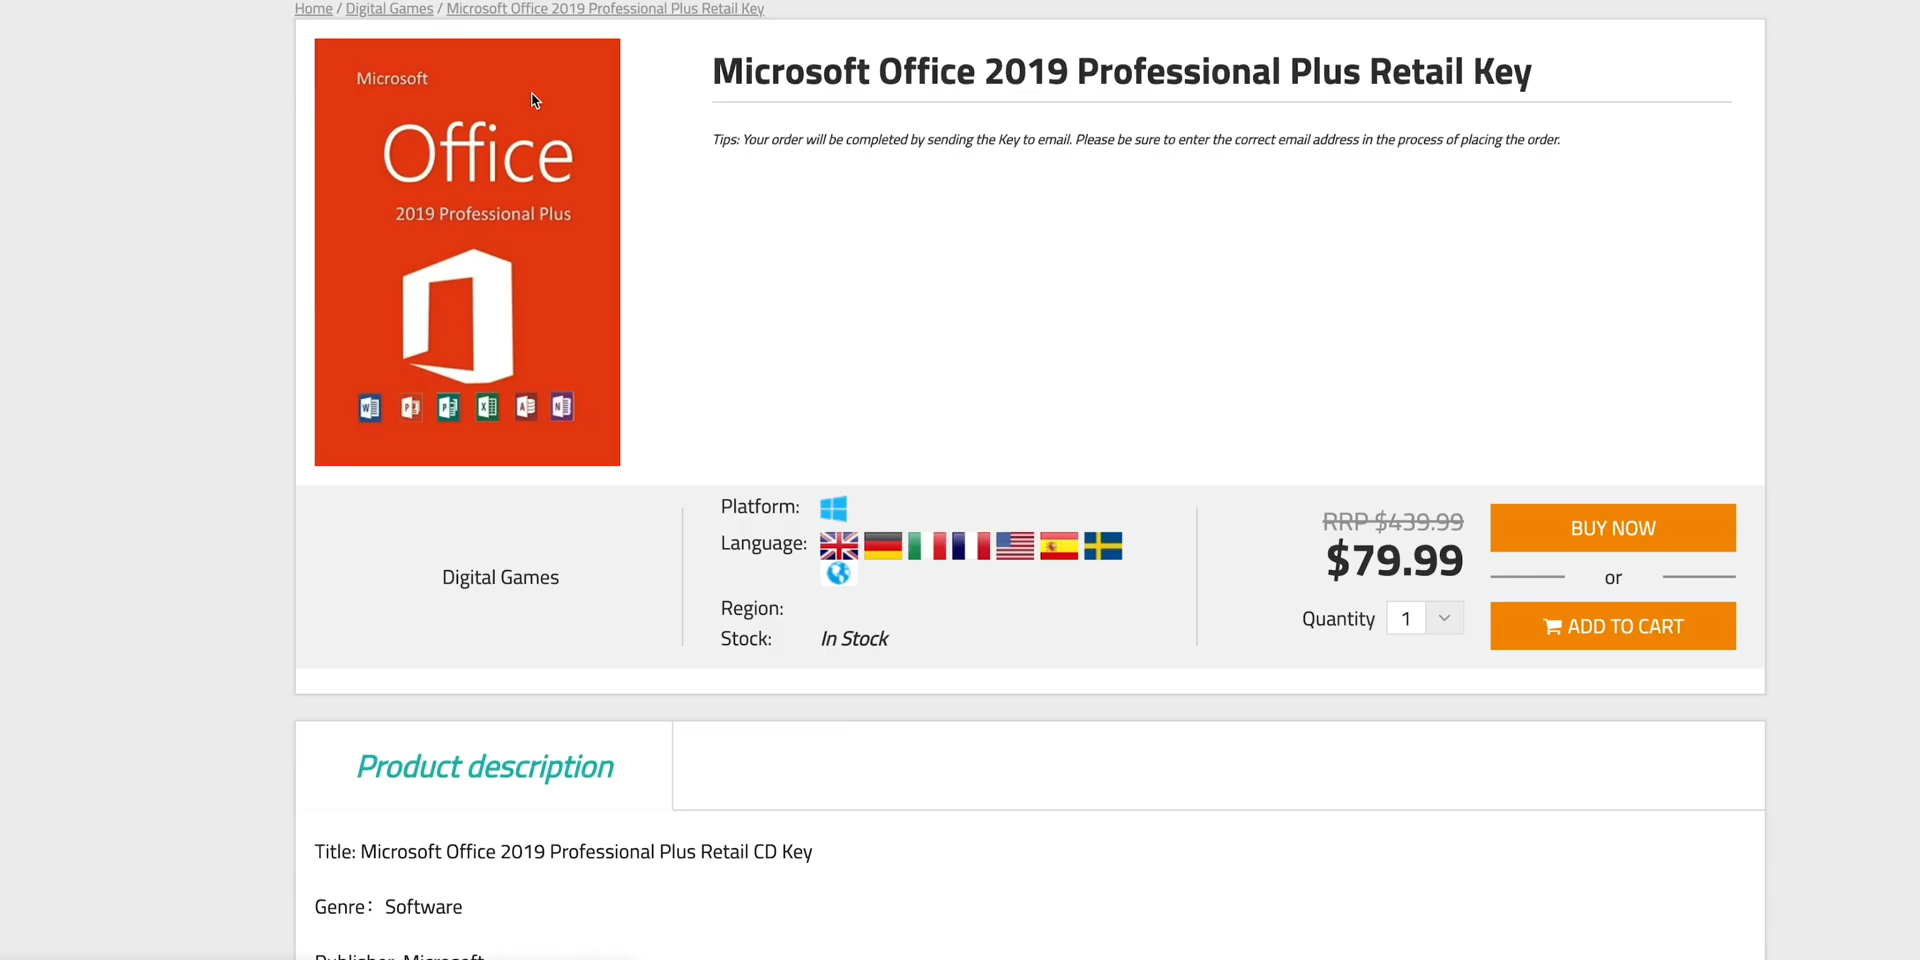 Home / Digital Games / Microsoft Office 2019 Professional Plus Retail Key
Microsoft
Office
2019 Professional Plus
Microsoft Office 2019 Professional Plus Retail Key
Tips: Your order will be completed by sending the Key to email. Please be sure to enter the correct email address in the process of placing the order.
Digital Games
Platform:
Language:
Region:
Stock: In Stock
RRP $439.99
$79.99
Quantity 1
BUY NOW
or
ADD TO CART
Product description
Title: Microsoft Office 2019 Professional Plus Retail CD Key
Genre： Software
Publisher: Microsoft